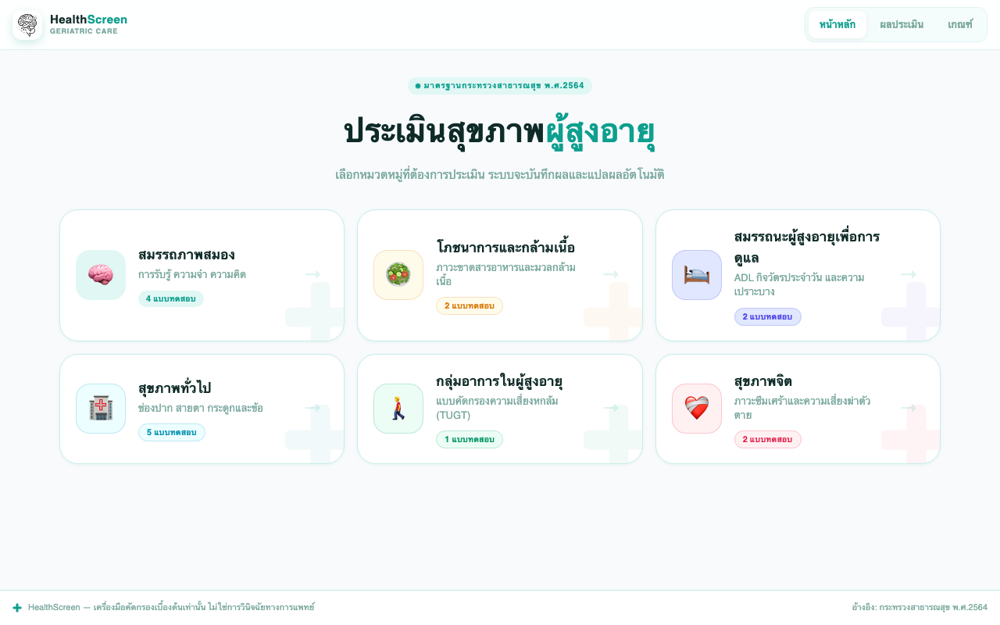 HealthScreen
GERIATRIC CARE
หน้าหลัก
ผลประเมิน
เกณฑ์
มาตรฐานกระทรวงสาธารณสุข พ.ศ.2564
ประเมินสุขภาพผู้สูงอายุ
เลือกหมวดหมู่ที่ต้องการประเมิน ระบบจะบันทึกผลและแปลผลอัตโนมัติ
สมรรถภาพสมอง
การรับรู้ ความจำ ความคิด
4 แบบทดสอบ
โภชนาการและกล้ามเนื้อ
ภาวะขาดสารอาหารและมวลกล้าม
เนื้อ
2 แบบทดสอบ
สมรรถนะผู้สูงอายุเพื่อการ
ดูแล
ADL กิจวัตรประจำวัน และความ
เปราะบาง
2 แบบทดสอบ
สุขภาพทั่วไป
ช่องปาก สายตา กระดูกและข้อ
5 แบบทดสอบ
กลุ่มอาการในผู้สูงอายุ
แบบคัดกรองความเสี่ยงหกล้ม
(TUGT)
1 แบบทดสอบ
สุขภาพจิต
ภาวะซึมเศร้าและความเสี่ยงฆ่าตัว
ตาย
2 แบบทดสอบ
HealthScreen — เครื่องมือคัดกรองเบื้องต้นเท่านั้น ไม่ใช่การวินิจฉัยทางการแพทย์
อ้างอิง: กระทรวงสาธารณสุข พ.ศ.2564